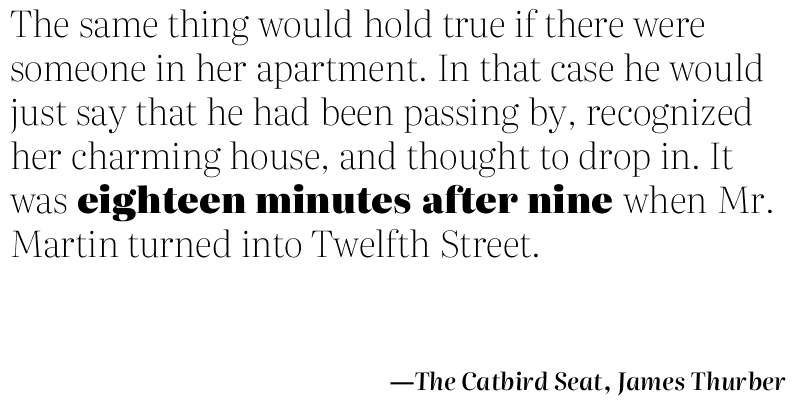 The same thing would hold true if there were
someone in her apartment. In that case he would
just say that he had been passing by, recognized
her charming house, and thought to drop in. It
was eighteen minutes after nine when Mr.
Martin turned into Twelfth Street.
—The Catbird Seat, James Thurber